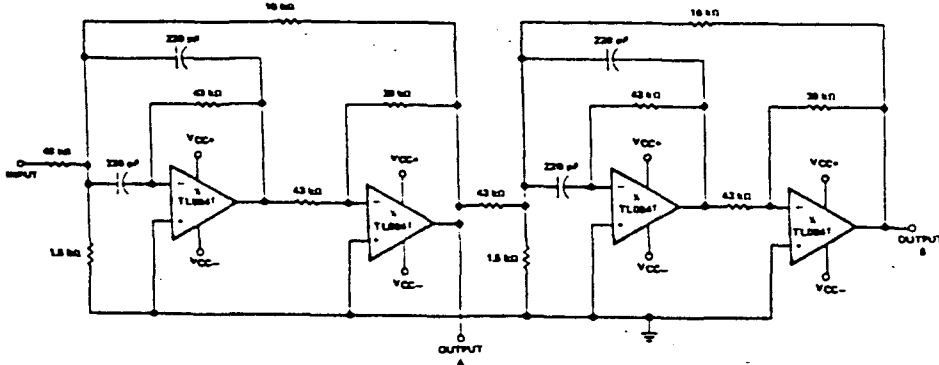 16 kΩ
16 kΩ
220 pF
220 pF
43 kΩ
30 kΩ
43 kΩ
30 kΩ
VCC+
VCC+
VCC+
VCC+
43 kΩ
INPUT
220 pF
220 pF
TL084†
43 kΩ
TL084†
43 kΩ
TL084†
43 kΩ
TL084†
1.5 kΩ
1.5 kΩ
VCC−
VCC−
VCC−
VCC−
OUTPUT
B
OUTPUT
A